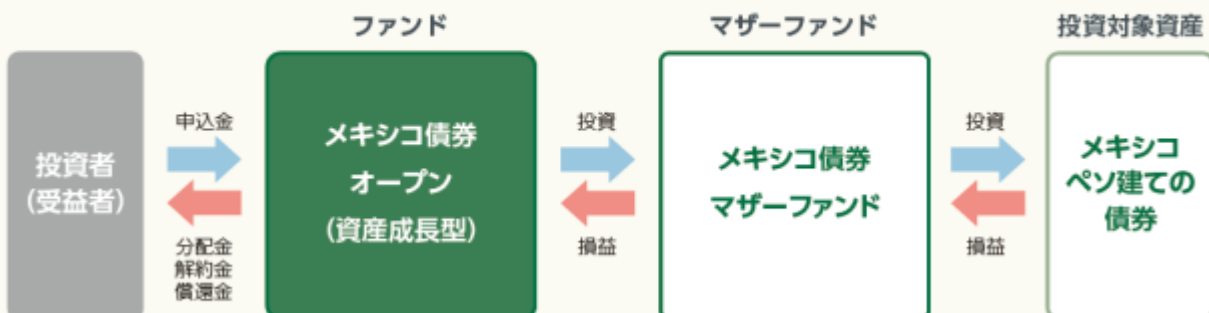 ファンド
マザーファンド
投資対象資産
投資者
(受益者)
申込金
分配金
解約金
償還金
メキシコ債券
オープン
(資産成長型)
投資
損益
メキシコ債券
マザーファンド
投資
損益
メキシコ
ペソ建ての
債券